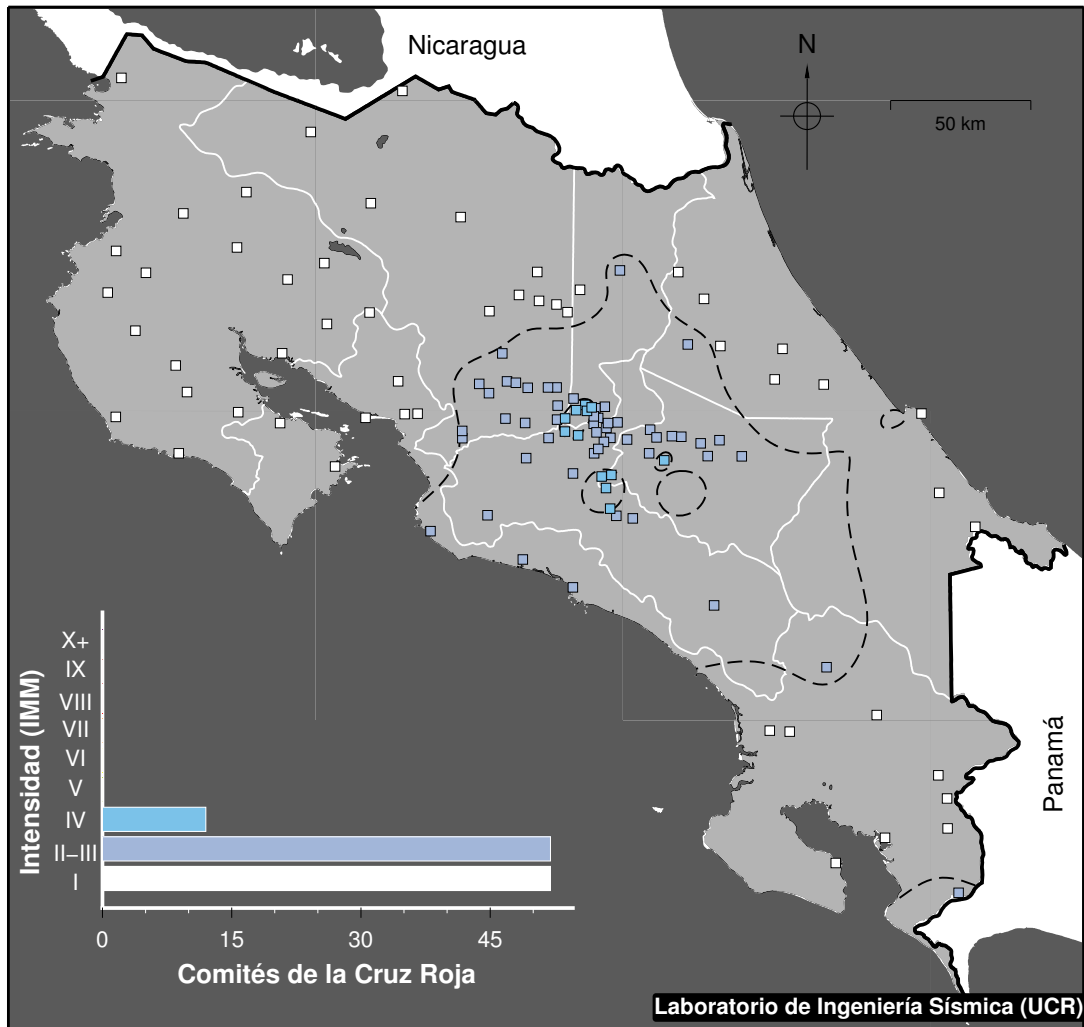 Nicaragua
N
50 km
Panamá
Intensidad (IMM)
X+
IX
VIII
VII
VI
V
IV
II–III
I
0 15 30 45
Comités de la Cruz Roja
Laboratorio de Ingeniería Sísmica (UCR)